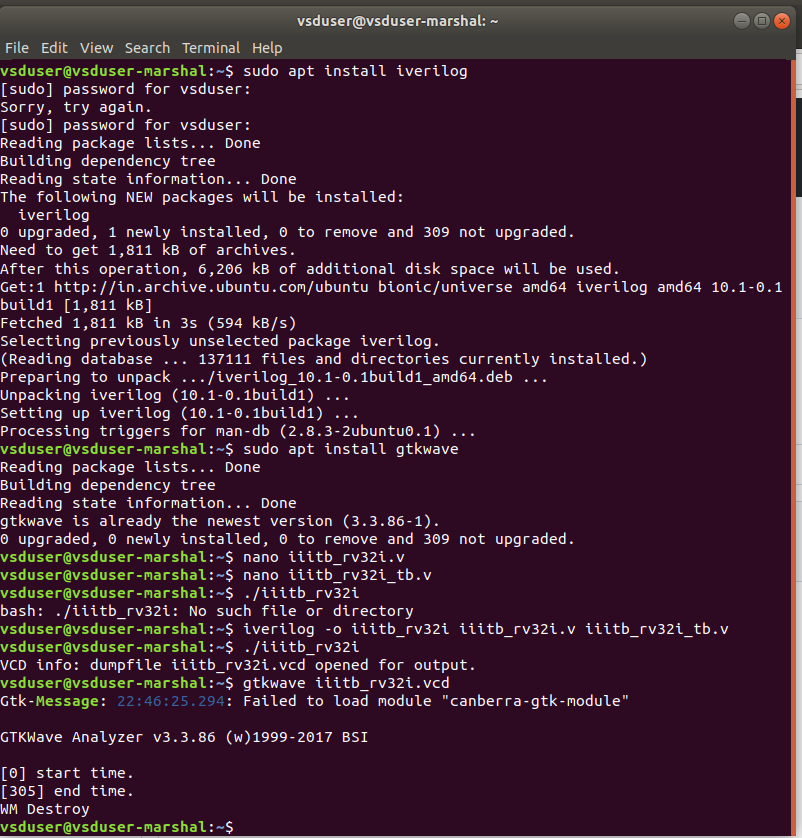 vsduser@vsduser-marshal: ~
File Edit View Search Terminal Help
vsduser@vsduser-marshal:~$ sudo apt install iverilog
[sudo] password for vsduser:
Sorry, try again.
[sudo] password for vsduser:
Reading package lists... Done
Building dependency tree
Reading state information... Done
The following NEW packages will be installed:
  iverilog
0 upgraded, 1 newly installed, 0 to remove and 309 not upgraded.
Need to get 1,811 kB of archives.
After this operation, 6,206 kB of additional disk space will be used.
Get:1 http://in.archive.ubuntu.com/ubuntu bionic/universe amd64 iverilog amd64 10.1-0.1
build1 [1,811 kB]
Fetched 1,811 kB in 3s (594 kB/s)
Selecting previously unselected package iverilog.
(Reading database ... 137111 files and directories currently installed.)
Preparing to unpack .../iverilog_10.1-0.1build1_amd64.deb ...
Unpacking iverilog (10.1-0.1build1) ...
Setting up iverilog (10.1-0.1build1) ...
Processing triggers for man-db (2.8.3-2ubuntu0.1) ...
vsduser@vsduser-marshal:~$ sudo apt install gtkwave
Reading package lists... Done
Building dependency tree
Reading state information... Done
gtkwave is already the newest version (3.3.86-1).
0 upgraded, 0 newly installed, 0 to remove and 309 not upgraded.
vsduser@vsduser-marshal:~$ nano iiitb_rv32i.v
vsduser@vsduser-marshal:~$ nano iiitb_rv32i_tb.v
vsduser@vsduser-marshal:~$ ./iiitb_rv32i
bash: ./iiitb_rv32i: No such file or directory
vsduser@vsduser-marshal:~$ iverilog -o iiitb_rv32i iiitb_rv32i.v iiitb_rv32i_tb.v
vsduser@vsduser-marshal:~$ ./iiitb_rv32i
VCD info: dumpfile iiitb_rv32i.vcd opened for output.
vsduser@vsduser-marshal:~$ gtkwave iiitb_rv32i.vcd
Gtk-Message: 22:46:25.294: Failed to load module "canberra-gtk-module"
GTKWave Analyzer v3.3.86 (w)1999-2017 BSI
[0] start time.
[305] end time.
WM Destroy
vsduser@vsduser-marshal:~$